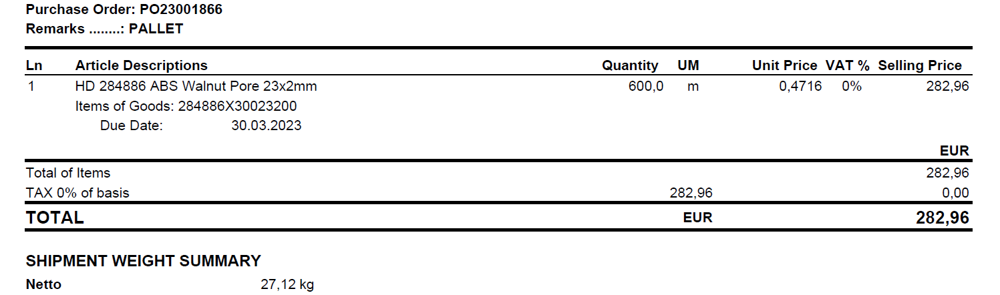 Purchase Order: PO23001866
Remarks ........: PALLET
Ln Article Descriptions Quantity UM Unit Price VAT % Selling Price
1 HD 284886 ABS Walnut Pore 23x2mm 600,0 m 0,4716 0% 282,96
Items of Goods: 284886X30023200
Due Date: 30.03.2023
EUR
Total of Items 282,96
TAX 0% of basis 282,96 0,00
TOTAL EUR 282,96
SHIPMENT WEIGHT SUMMARY
Netto 27,12 kg